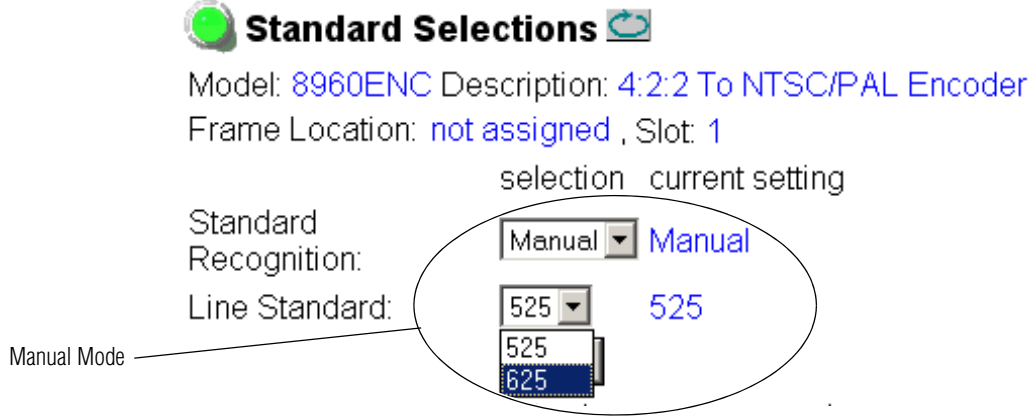 Standard Selections
Model: 8960ENC Description: 4:2:2 To NTSC/PAL Encoder
Frame Location: not assigned , Slot: 1
selection current setting
Standard Recognition: Manual Manual
Line Standard: 525 525
525
625
Manual Mode